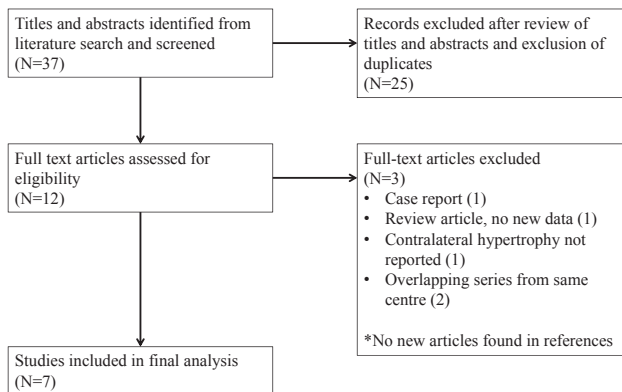 Titles and abstracts identified from
literature search and screened
(N=37)
Records excluded after review of
titles and abstracts and exclusion of
duplicates
(N=25)
Full text articles assessed for
eligibility
(N=12)
Full-text articles excluded
(N=3)
• Case report (1)
• Review article, no new data (1)
• Contralateral hypertrophy not
reported (1)
• Overlapping series from same
centre (2)
*No new articles found in references
Studies included in final analysis
(N=7)